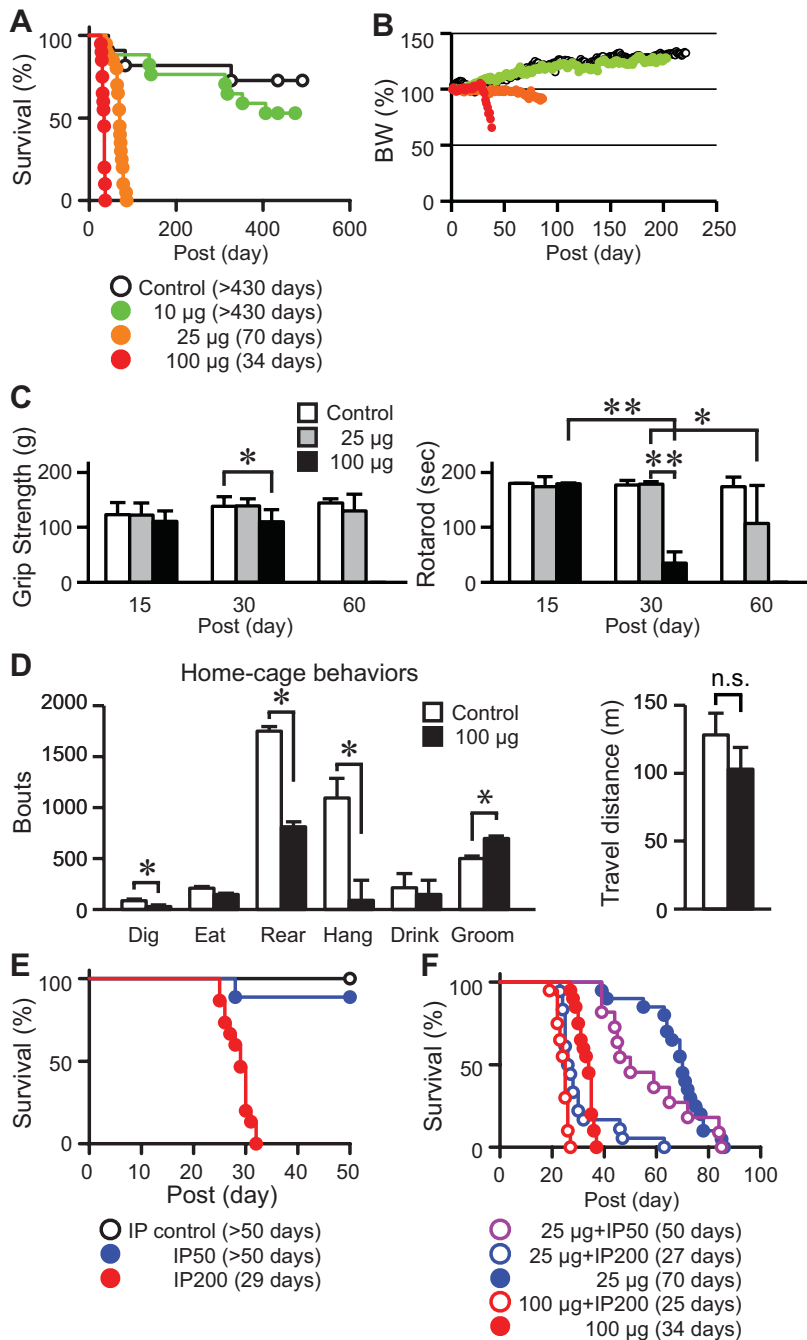 A
Survival (%)
100
50
0
0 200 400 600
Post (day)
Control (>430 days)
10 µg (>430 days)
25 µg (70 days)
100 µg (34 days)
B
BW (%)
150
100
50
0
0 50 100 150 200 250
Post (day)
C
Grip Strength (g)
200
100
0
15 30 60
Post (day)
*
Control
25 µg
100 µg
Rotarod (sec)
200
100
0
15 30 60
Post (day)
**
*
**
D
Home-cage behaviors
Bouts
2000
1500
1000
500
0
Dig Eat Rear Hang Drink Groom
* * * *
Control
100 µg
n.s.
Travel distance (m)
150
100
50
0
E
Survival (%)
100
50
0
0 20 30 40 50
Post (day)
IP control (>50 days)
IP50 (>50 days)
IP200 (29 days)
F
Survival (%)
100
50
0
0 20 40 60 80 100
Post (day)
25 µg+IP50 (50 days)
25 µg+IP200 (27 days)
25 µg (70 days)
100 µg+IP200 (25 days)
100 µg (34 days)